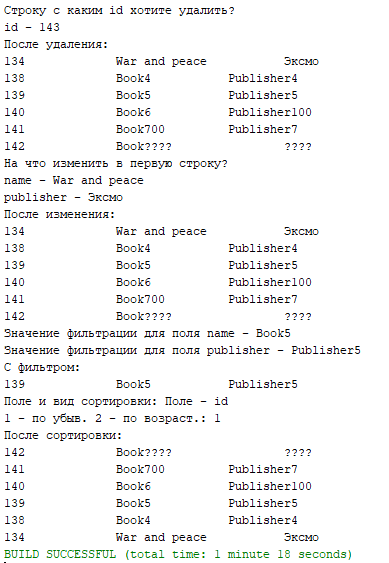 Строку с каким id хотите удалить?
id - 143
После удаления:
134 War and peace Эксмо
138 Book4 Publisher4
139 Book5 Publisher5
140 Book6 Publisher100
141 Book700 Publisher7
142 Book???? ????
На что изменить в первую строку?
name - War and peace
publisher - Эксмо
После изменения:
134 War and peace Эксмо
138 Book4 Publisher4
139 Book5 Publisher5
140 Book6 Publisher100
141 Book700 Publisher7
142 Book???? ????
Значение фильтрации для поля name - Book5
Значение фильтрации для поля publisher - Publisher5
С фильтром:
139 Book5 Publisher5
Поле и вид сортировки: Поле - id
1 - по убыв. 2 - по возраст.: 1
После сортировки:
142 Book???? ????
141 Book700 Publisher7
140 Book6 Publisher100
139 Book5 Publisher5
138 Book4 Publisher4
134 War and peace Эксмо
BUILD SUCCESSFUL (total time: 1 minute 18 seconds)